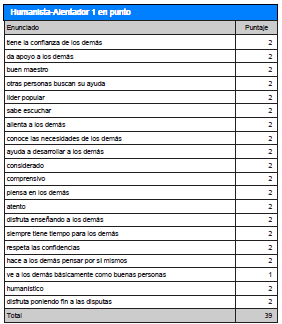 Humanista-Alentador 1 en punto
Enunciado Puntaje
tiene la confianza de los demás 2
da apoyo a los demás 2
buen maestro 2
otras personas buscan su ayuda 2
líder popular 2
sabe escuchar 2
alienta a los demás 2
conoce las necesidades de los demás 2
ayuda a desarrollar a los demás 2
considerado 2
comprensivo 2
piensa en los demás 2
atento 2
disfruta enseñando a los demás 2
siempre tiene tiempo para los demás 2
respeta las confidencias 2
hace a los demás pensar por si mismos 2
ve a los demás básicamente como buenas personas 1
humanístico 2
disfruta poniendo fin a las disputas 2
Total 39